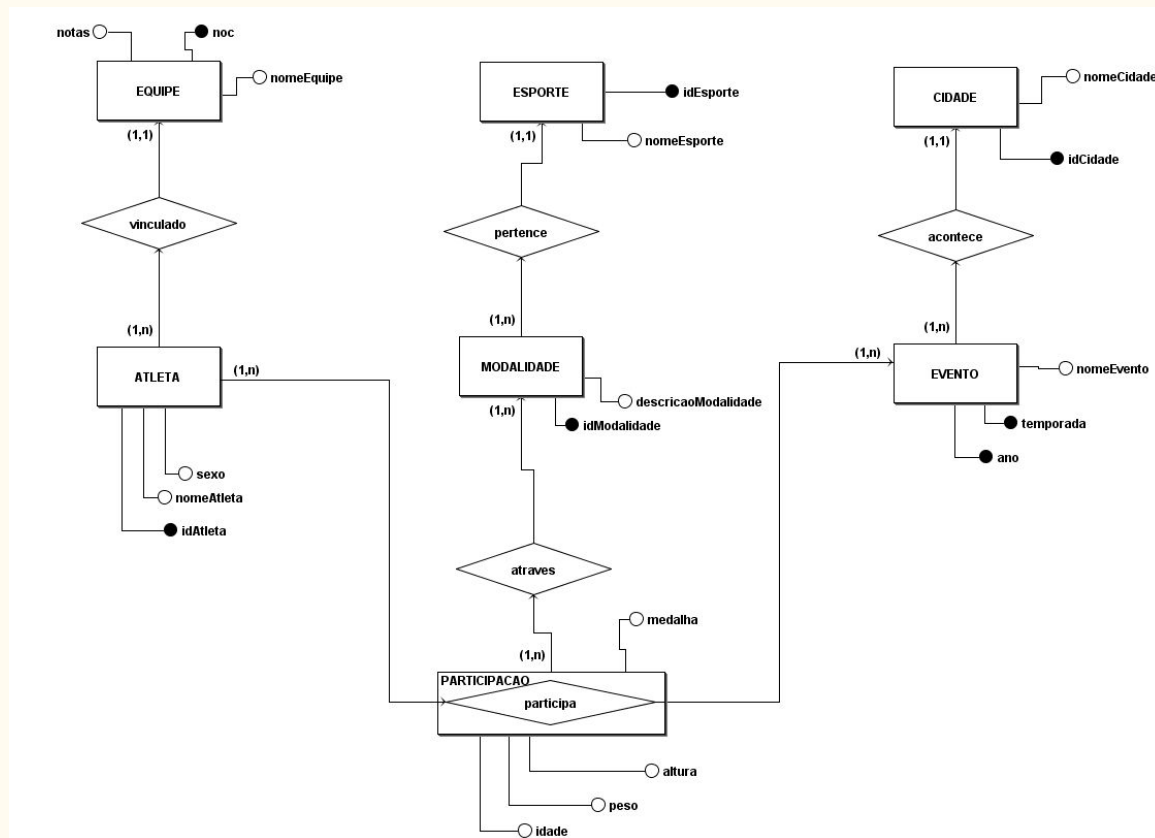 notas
noc
nomeEquipe
EQUIPE
(1,1)
vinculado
(1,n)
ATLETA
(1,n)
sexo
nomeAtleta
idAtleta
ESPORTE
idEsporte
nomeEsporte
(1,1)
pertence
(1,n)
MODALIDADE
descricaoModalidade
idModalidade
(1,n)
atraves
(1,n)
medalha
PARTICIPACAO
participa
altura
peso
idade
CIDADE
nomeCidade
idCidade
(1,1)
acontece
(1,n)
(1,n)
EVENTO
nomeEvento
temporada
ano